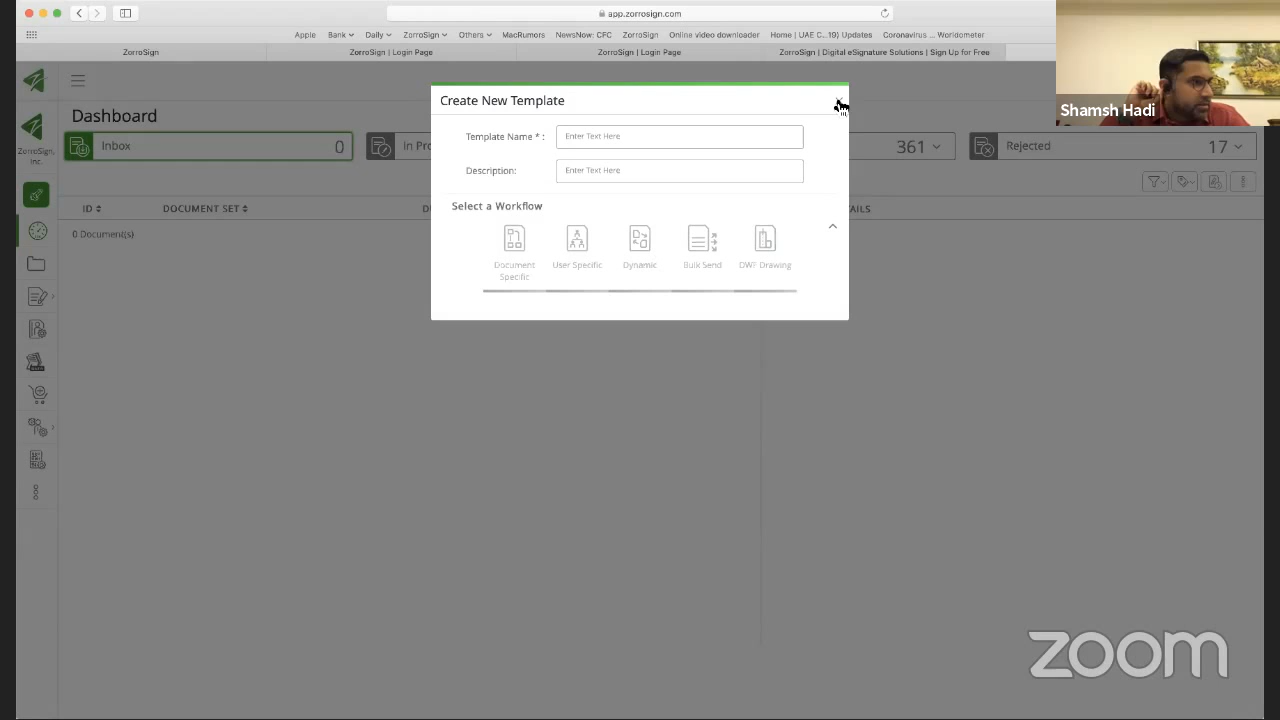 app.zorrosign.com
Apple Bank Daily ZorroSign Others MacRumors NewsNow: CFC ZorroSign Online video downloader Home | UAE C...19) Updates Coronavirus ... Worldometer
ZorroSign ZorroSign | Login Page ZorroSign | Login Page ZorroSign | Digital eSignature Solutions | Sign Up for Free
Shamsh Hadi
Create New Template
Dashboard
Template Name * : Enter Text Here
Inbox 0 In Pro 361 Rejected 17
ZorroSign, Inc.
Description: Enter Text Here
Select a Workflow
ID DOCUMENT SET
0 Document(s)
Document Specific User Specific Dynamic Bulk Send DWF Drawing
zoom